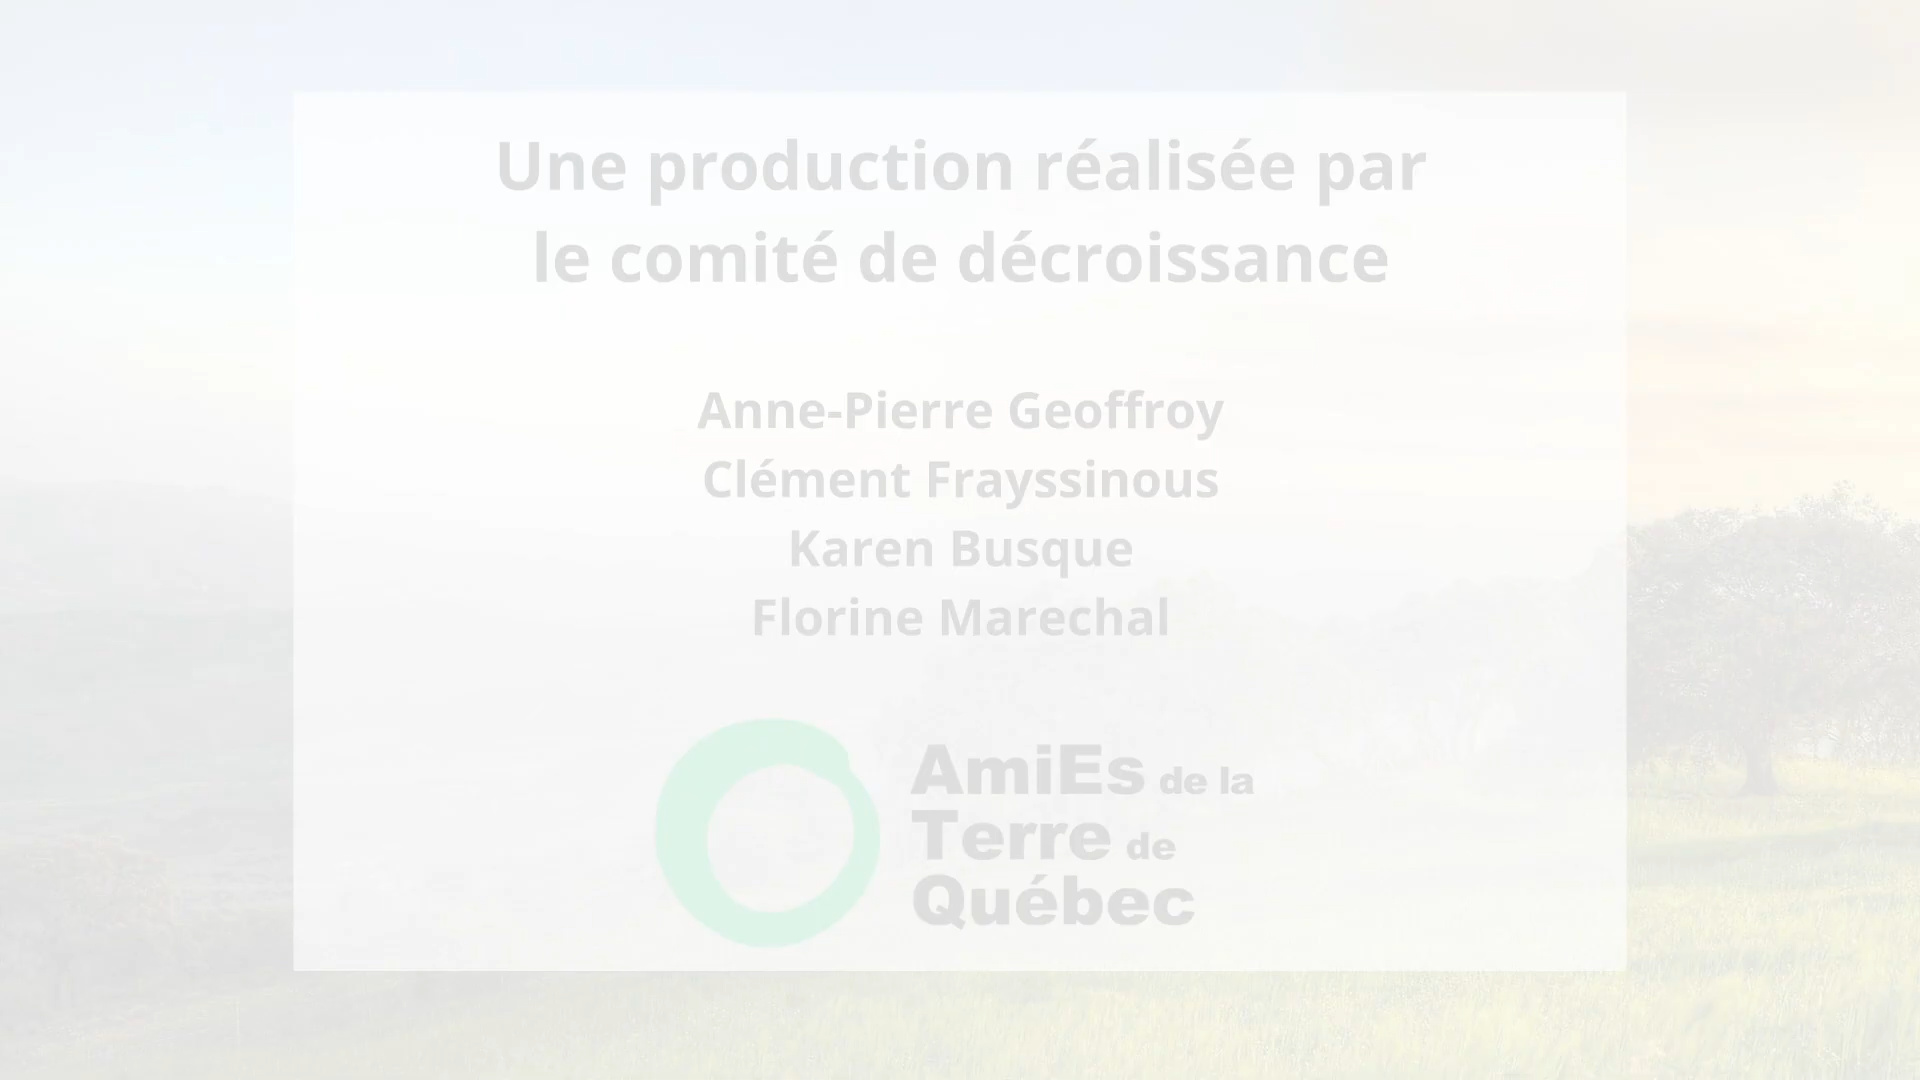 Une production réalisée par
le comité de décroissance
Anne-Pierre Geoffroy
Clément Frayssinous
Karen Busque
Florine Marechal
AmiEs de la
Terre de
Québec